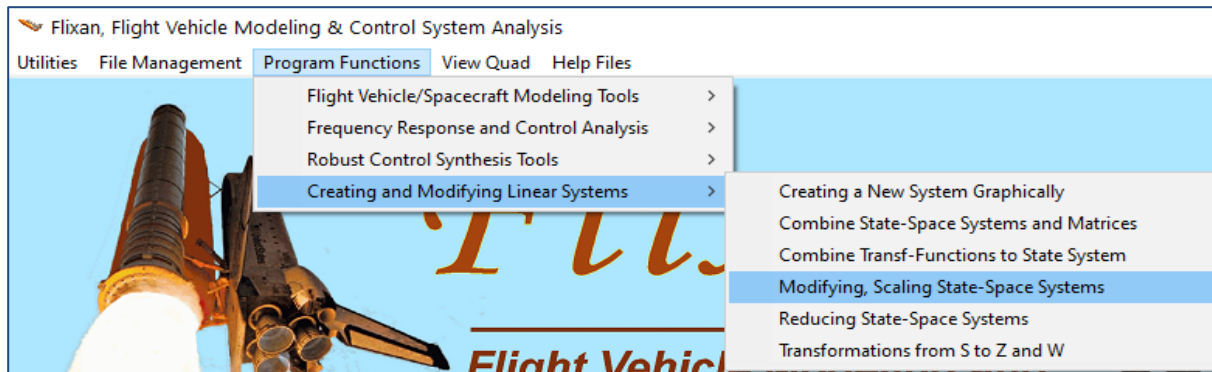 Flixan, Flight Vehicle Modeling & Control System Analysis
Utilities File Management Program Functions View Quad Help Files
Flight Vehicle/Spacecraft Modeling Tools
Frequency Response and Control Analysis
Robust Control Synthesis Tools
Creating and Modifying Linear Systems
Creating a New System Graphically
Combine State-Space Systems and Matrices
Combine Transf-Functions to State System
Modifying, Scaling State-Space Systems
Reducing State-Space Systems
Transformations from S to Z and W
Flight